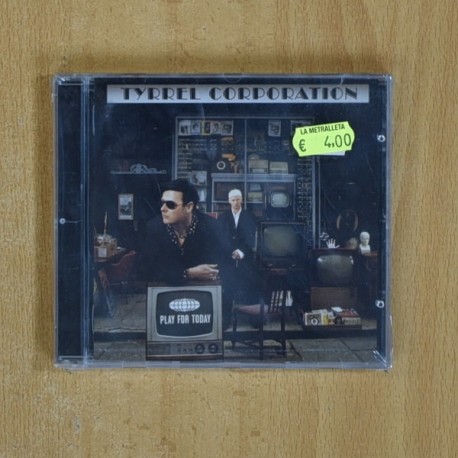 TYRREL CORPORATION
LA METRALLETA
€ 4,00
PLAY FOR TODAY